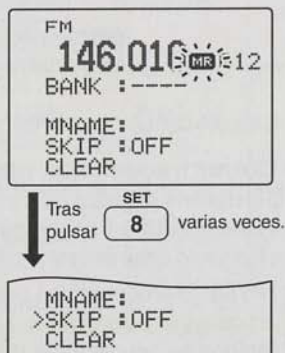 FM
146.010 MR 12
BANK :----
MNAME:
SKIP :OFF
CLEAR
Tras pulsar SET 8 varias veces.
MNAME:
>SKIP :OFF
CLEAR